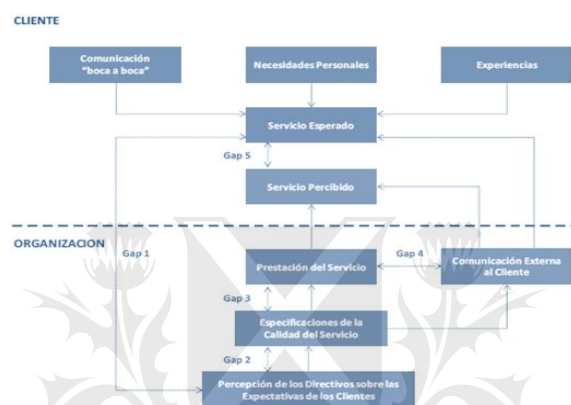 CLIENTE
Comunicación
"boca a boca"
Necesidades Personales
Experiencias
Servicio Esperado
Gap 5
Servicio Percibido
ORGANIZACION
Gap 1
Prestación del Servicio
Gap 4
Comunicación Externa
al Cliente
Gap 3
Especificaciones de la
Calidad del Servicio
Gap 2
Percepción de los Directivos sobre las
Expectativas de los Clientes